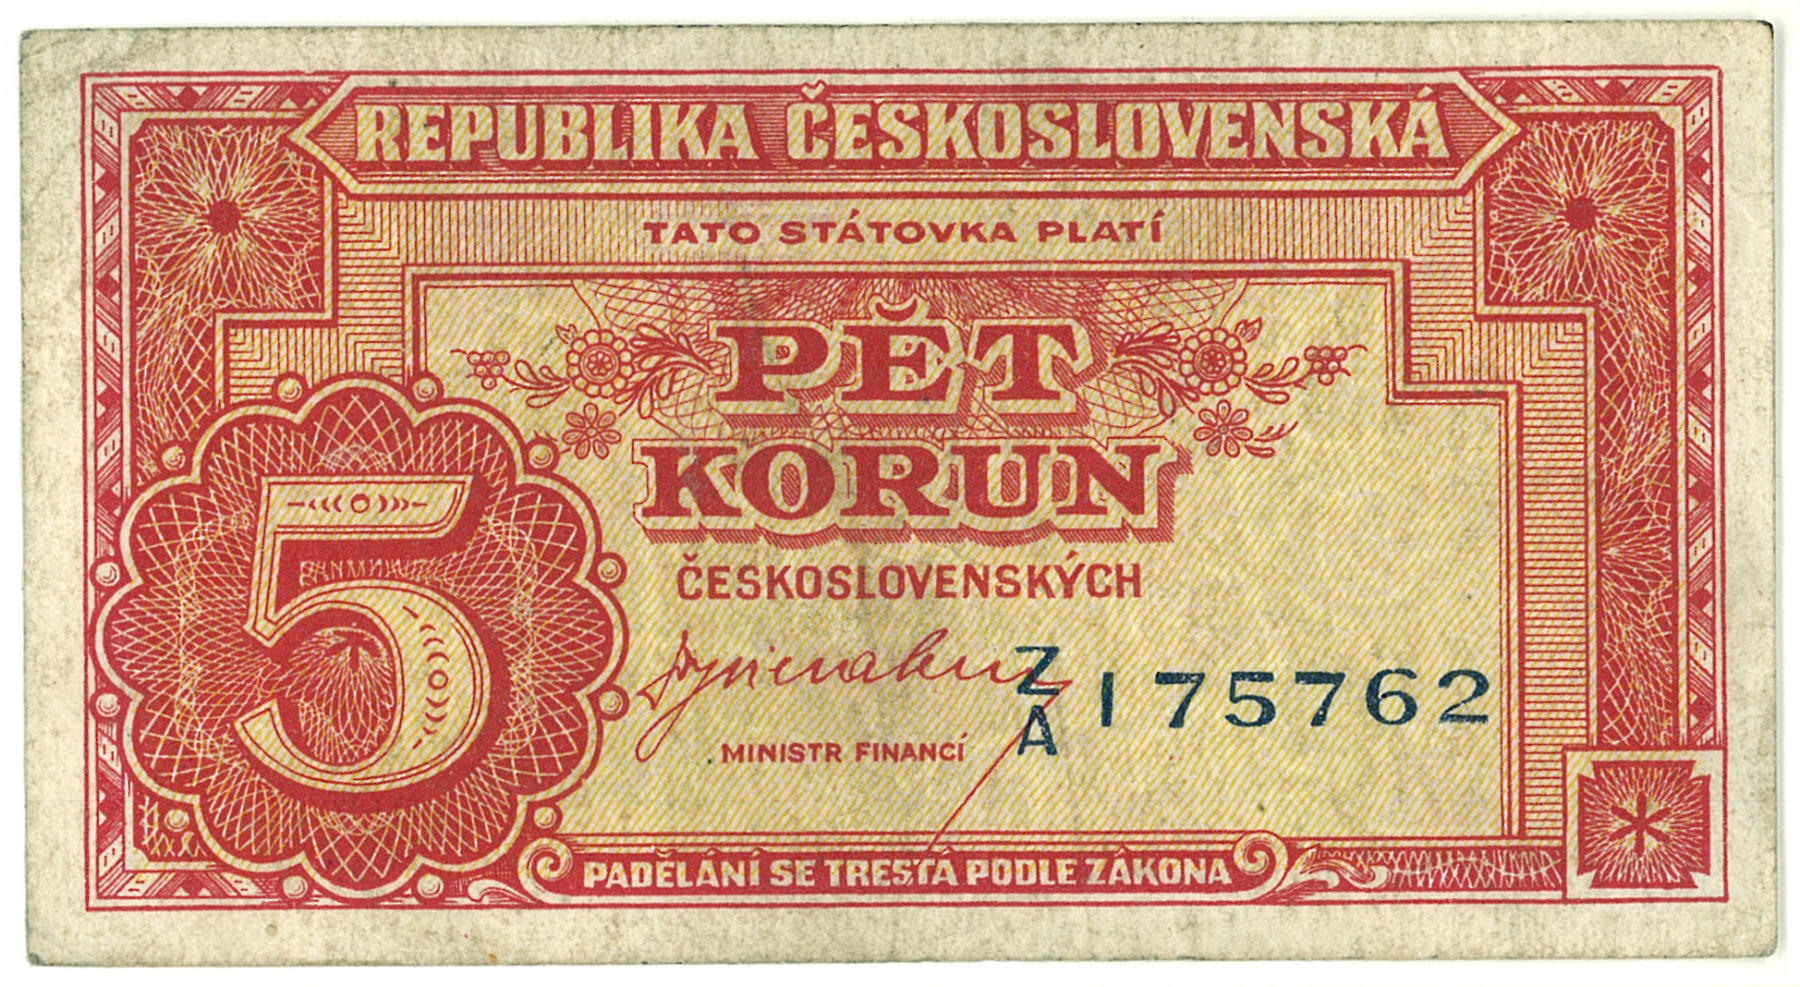 REPUBLIKA ČESKOSLOVENSKÁ
TATO STÁTOVKA PLATÍ
PĚT
KORUN
ČESKOSLOVENSKÝCH
5
Z/A 175762
MINISTR FINANCÍ
PADĚLÁNÍ SE TRESTÁ PODLE ZÁKONA